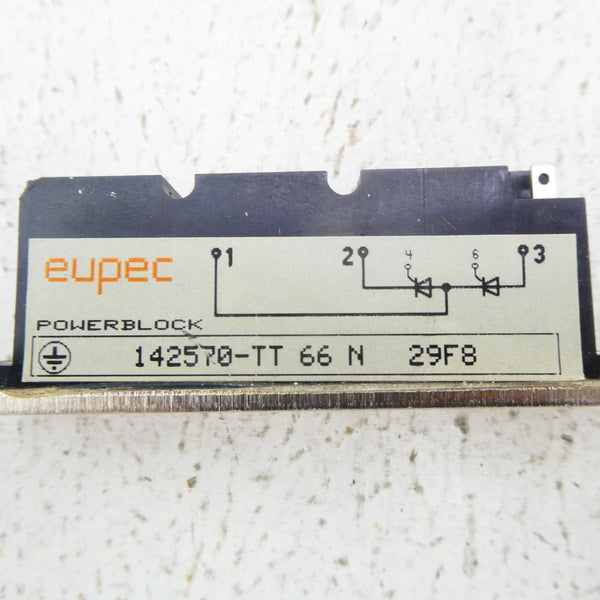 eupec 1 2 4 6 3
POWERBLOCK
142570-TT 66 N 29F8